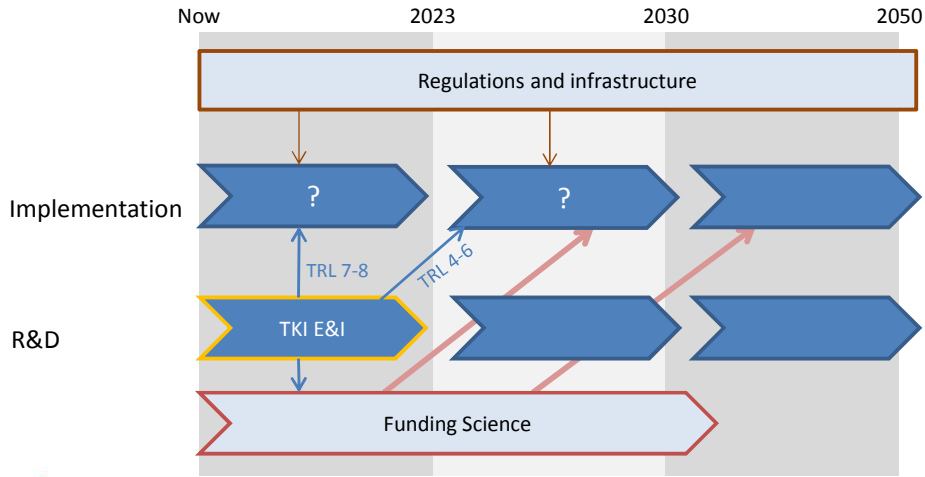 Now 2023 2030 2050
Regulations and infrastructure
? ?
Implementation
TRL 7-8 TRL 4-6
TKI E&I
R&D
Funding Science